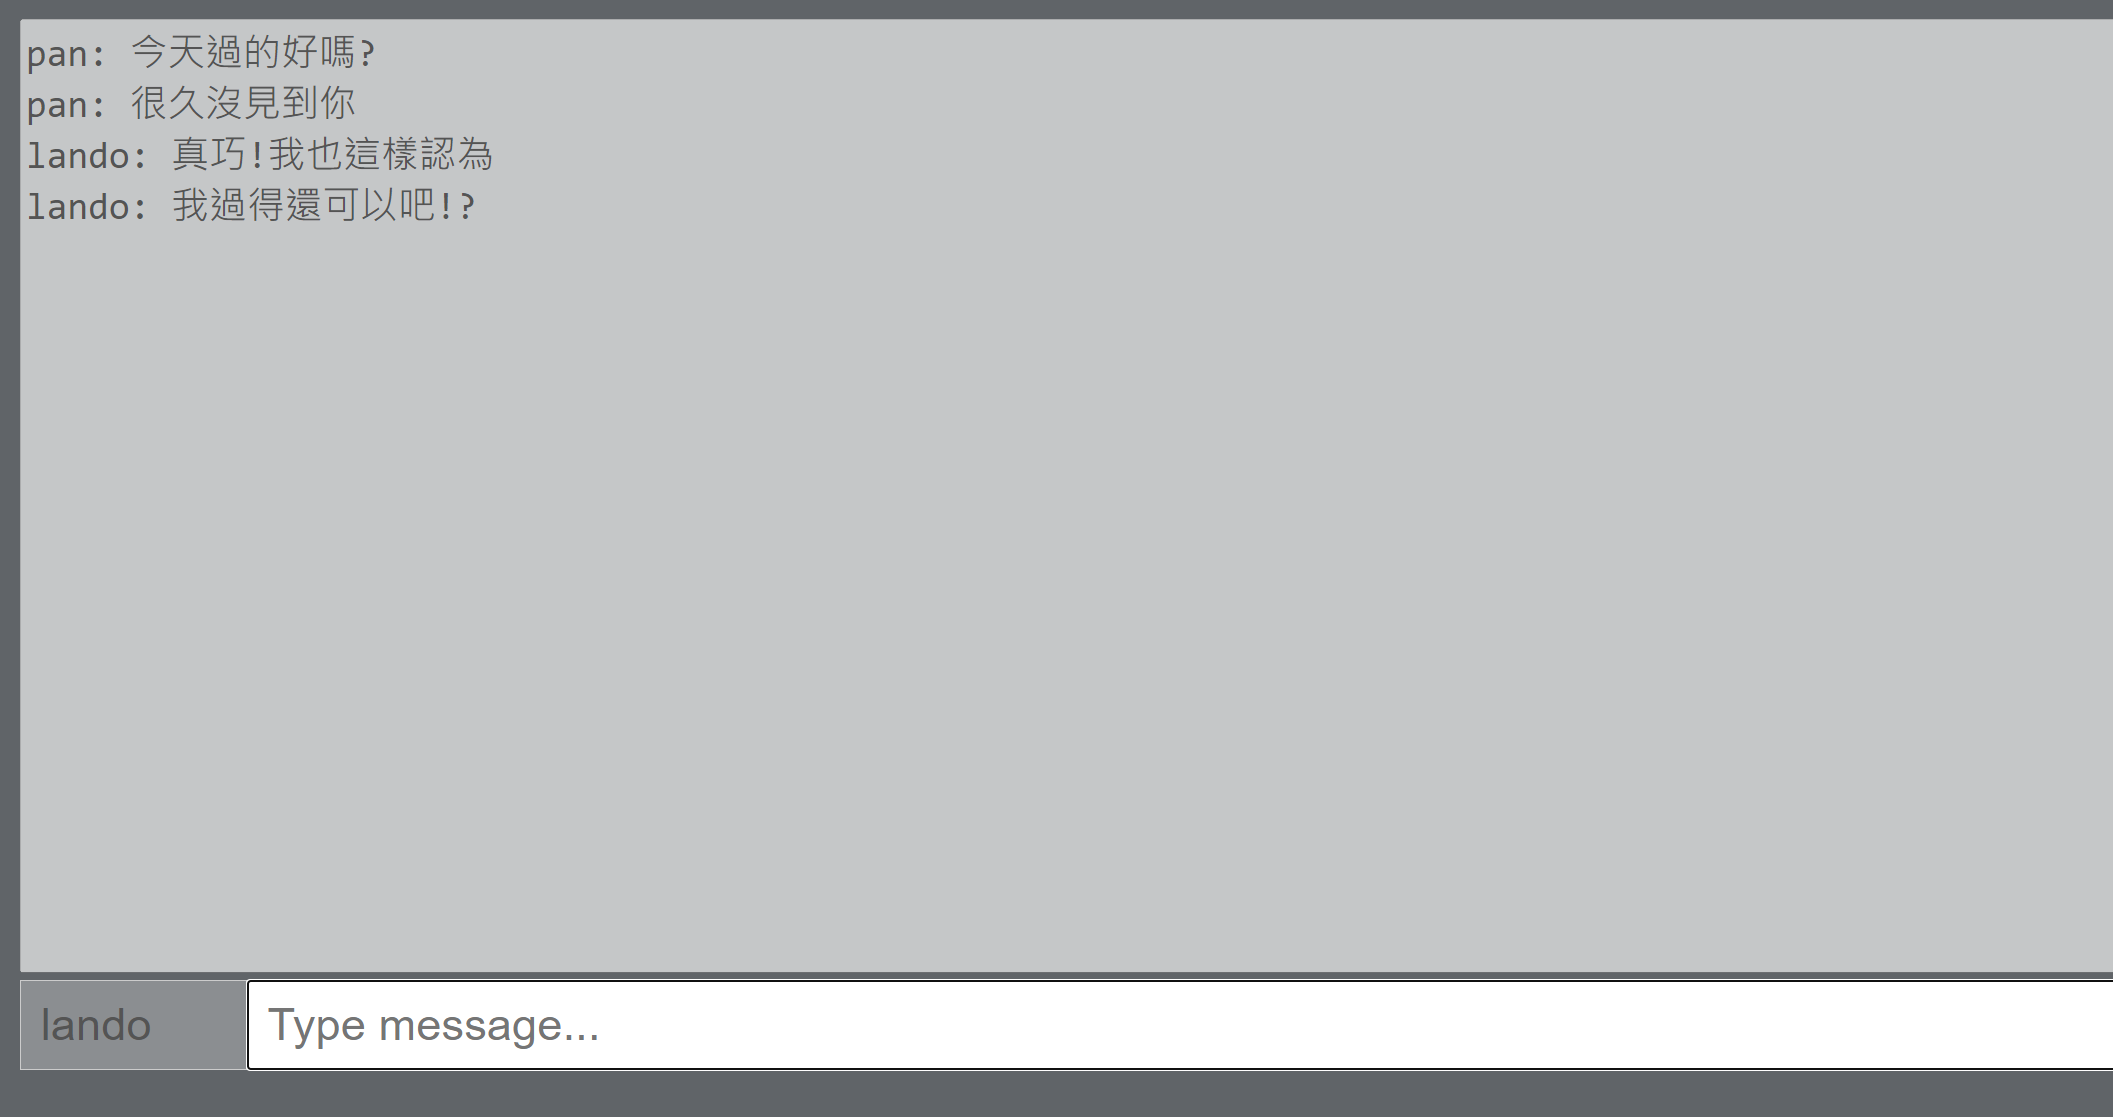 pan: 今天過的好嗎?
pan: 很久沒見到你
lando: 真巧!我也這樣認為
lando: 我過得還可以吧!?
lando
Type message...